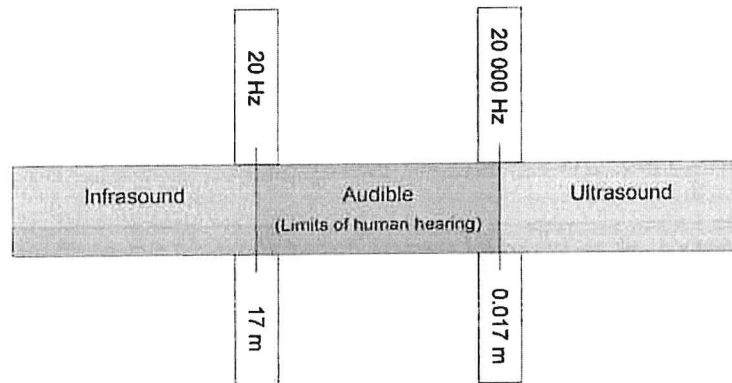 20 Hz
20 000 Hz
Infrasound
Audible
(Limits of human hearing)
Ultrasound
17 m
0.017 m